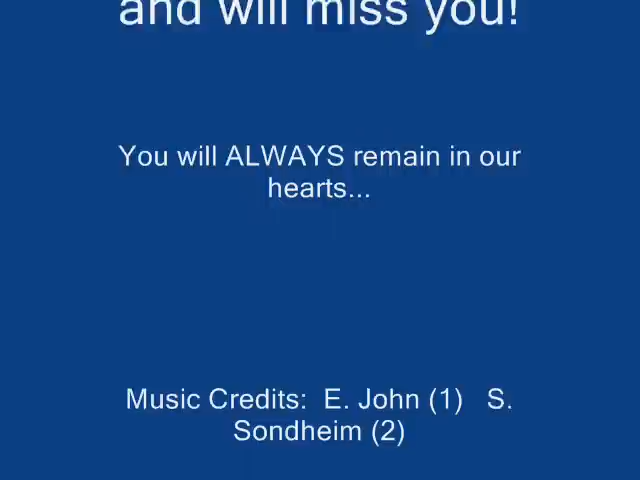 and will miss you!
You will ALWAYS remain in our
hearts...
Music Credits:  E. John (1)   S.
Sondheim (2)